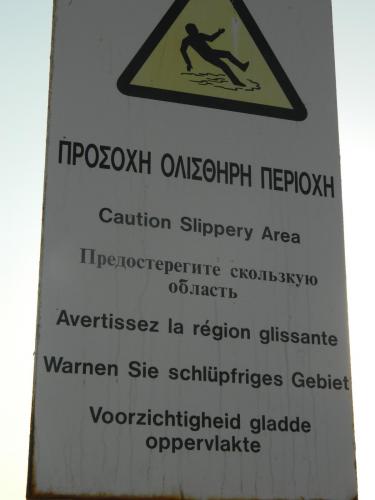 ΠΡΟΣΟΧΗ ΟΛΙΣΘΗΡΗ ΠΕΡΙΟΧΗ
Caution Slippery Area
Предостерегите скользкую
область
Avertissez la région glissante
Warnen Sie schlüpfriges Gebiet
Voorzichtigheid gladde
oppervlakte